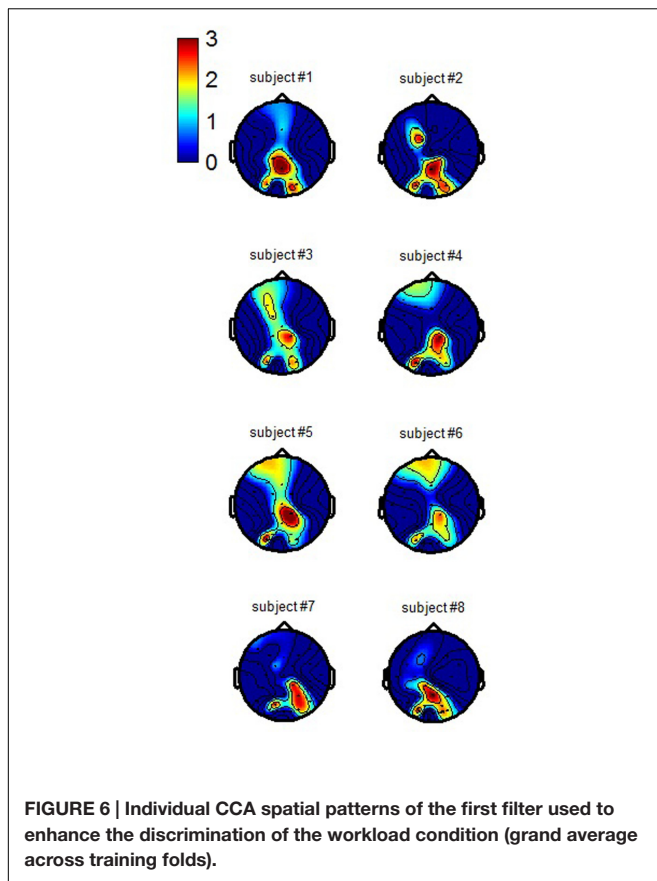 3
2
1
0
subject #1
subject #2
subject #3
subject #4
subject #5
subject #6
subject #7
subject #8
FIGURE 6 | Individual CCA spatial patterns of the first filter used to
enhance the discrimination of the workload condition (grand average
across training folds).